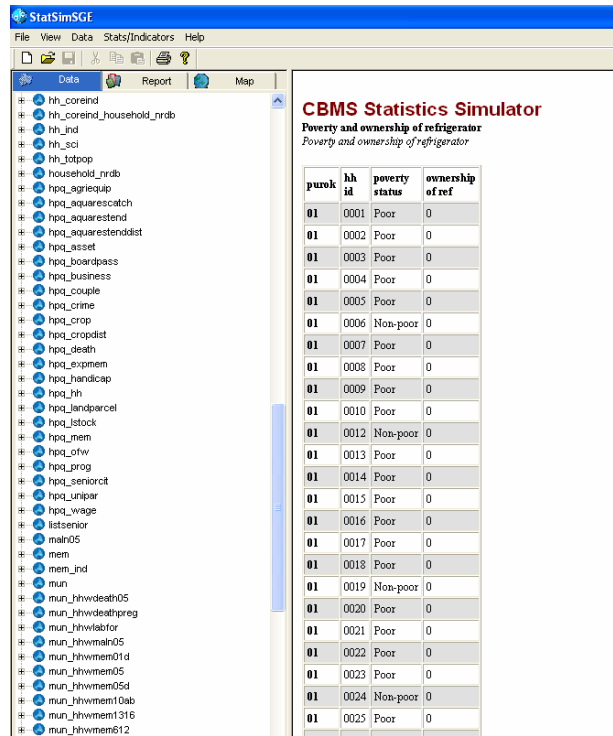 StatSimSGE
File View Data Stats/Indicators Help
Data Report Map
hh_coreind
hh_coreind_household_nrdb
hh_ind
hh_sci
hh_totpop
household_nrdb
hpq_agriequip
hpq_aquarescatch
hpq_aquarestend
hpq_aquarestenddist
hpq_asset
hpq_boardpass
hpq_business
hpq_couple
hpq_crime
hpq_crop
hpq_cropdist
hpq_death
hpq_expmem
hpq_handicap
hpq_hh
hpq_landparcel
hpq_lstock
hpq_mem
hpq_ofw
hpq_prog
hpq_seniorcit
hpq_unipar
hpq_wage
listsenior
maln05
mem
mem_ind
mun
mun_hhwdeath05
mun_hhwdeathpreg
mun_hhwlabfor
mun_hhwmaln05
mun_hhwmem01d
mun_hhwmem05
mun_hhwmem05d
mun_hhwmem10ab
mun_hhwmem1316
mun_hhwmem612
CBMS Statistics Simulator
Poverty and ownership of refrigerator
Poverty and ownership of refrigerator
purok hh id poverty status ownership of ref
01 0001 Poor 0
01 0002 Poor 0
01 0003 Poor 0
01 0004 Poor 0
01 0005 Poor 0
01 0006 Non-poor 0
01 0007 Poor 0
01 0008 Poor 0
01 0009 Poor 0
01 0010 Poor 0
01 0012 Non-poor 0
01 0013 Poor 0
01 0014 Poor 0
01 0015 Poor 0
01 0016 Poor 0
01 0017 Poor 0
01 0018 Poor 0
01 0019 Non-poor 0
01 0020 Poor 0
01 0021 Poor 0
01 0022 Poor 0
01 0023 Poor 0
01 0024 Non-poor 0
01 0025 Poor 0